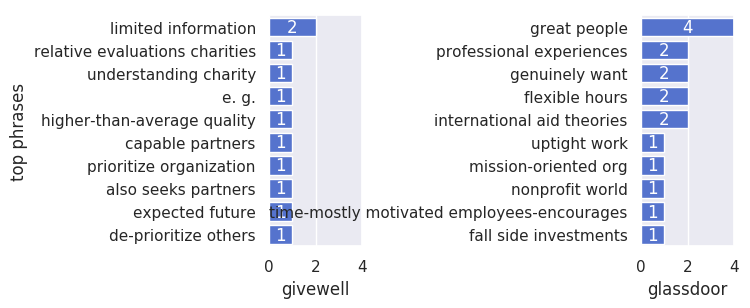 top phrases
limited information 2
relative evaluations charities 1
understanding charity 1
e. g. 1
higher-than-average quality 1
capable partners 1
prioritize organization 1
also seeks partners 1
expected future 1
de-prioritize others 1
0 2 4
givewell
great people 4
professional experiences 2
genuinely want 2
flexible hours 2
international aid theories 2
uptight work 1
mission-oriented org 1
nonprofit world 1
time-mostly motivated employees-encourages 1
fall side investments 1
0 2 4
glassdoor